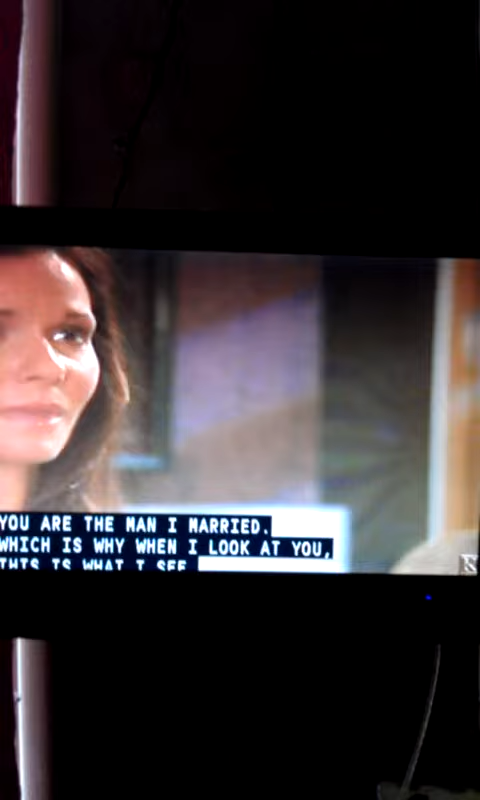 YOU ARE THE MAN I MARRIED.
WHICH IS WHY WHEN I LOOK AT YOU,
THIS IS WHAT I SEE